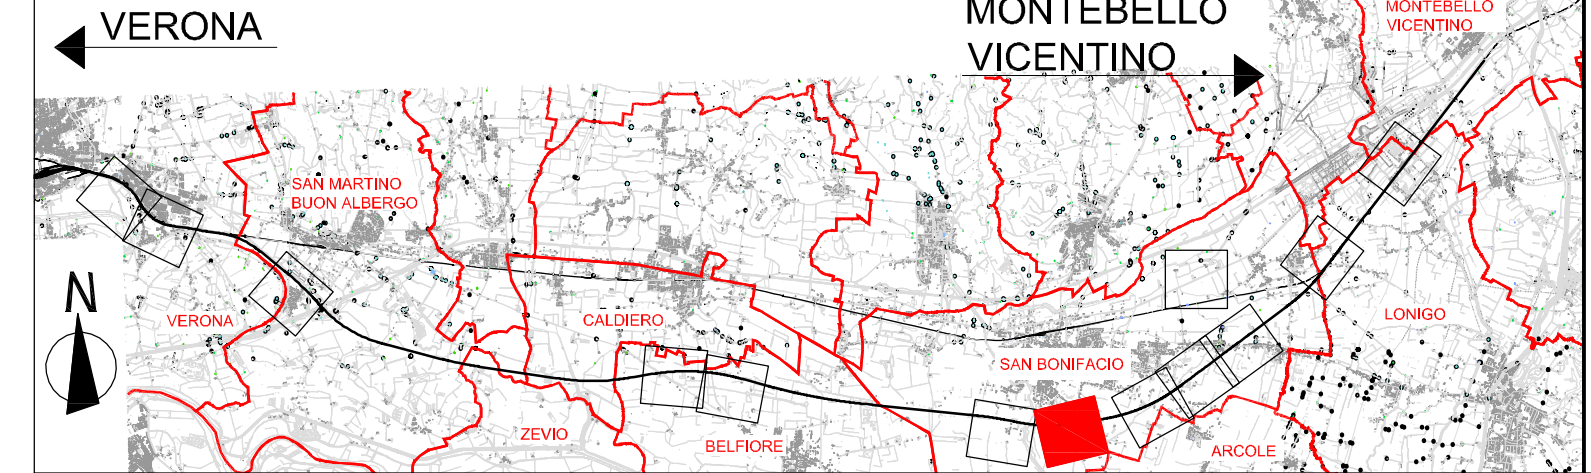 VERONA
MONTEBELLO
VICENTINO
MONTEBELLO
VICENTINO
SAN MARTINO
BUON ALBERGO
N
VERONA
CALDIERO
LONIGO
SAN BONIFACIO
ZEVIO
BELFIORE
ARCOLE